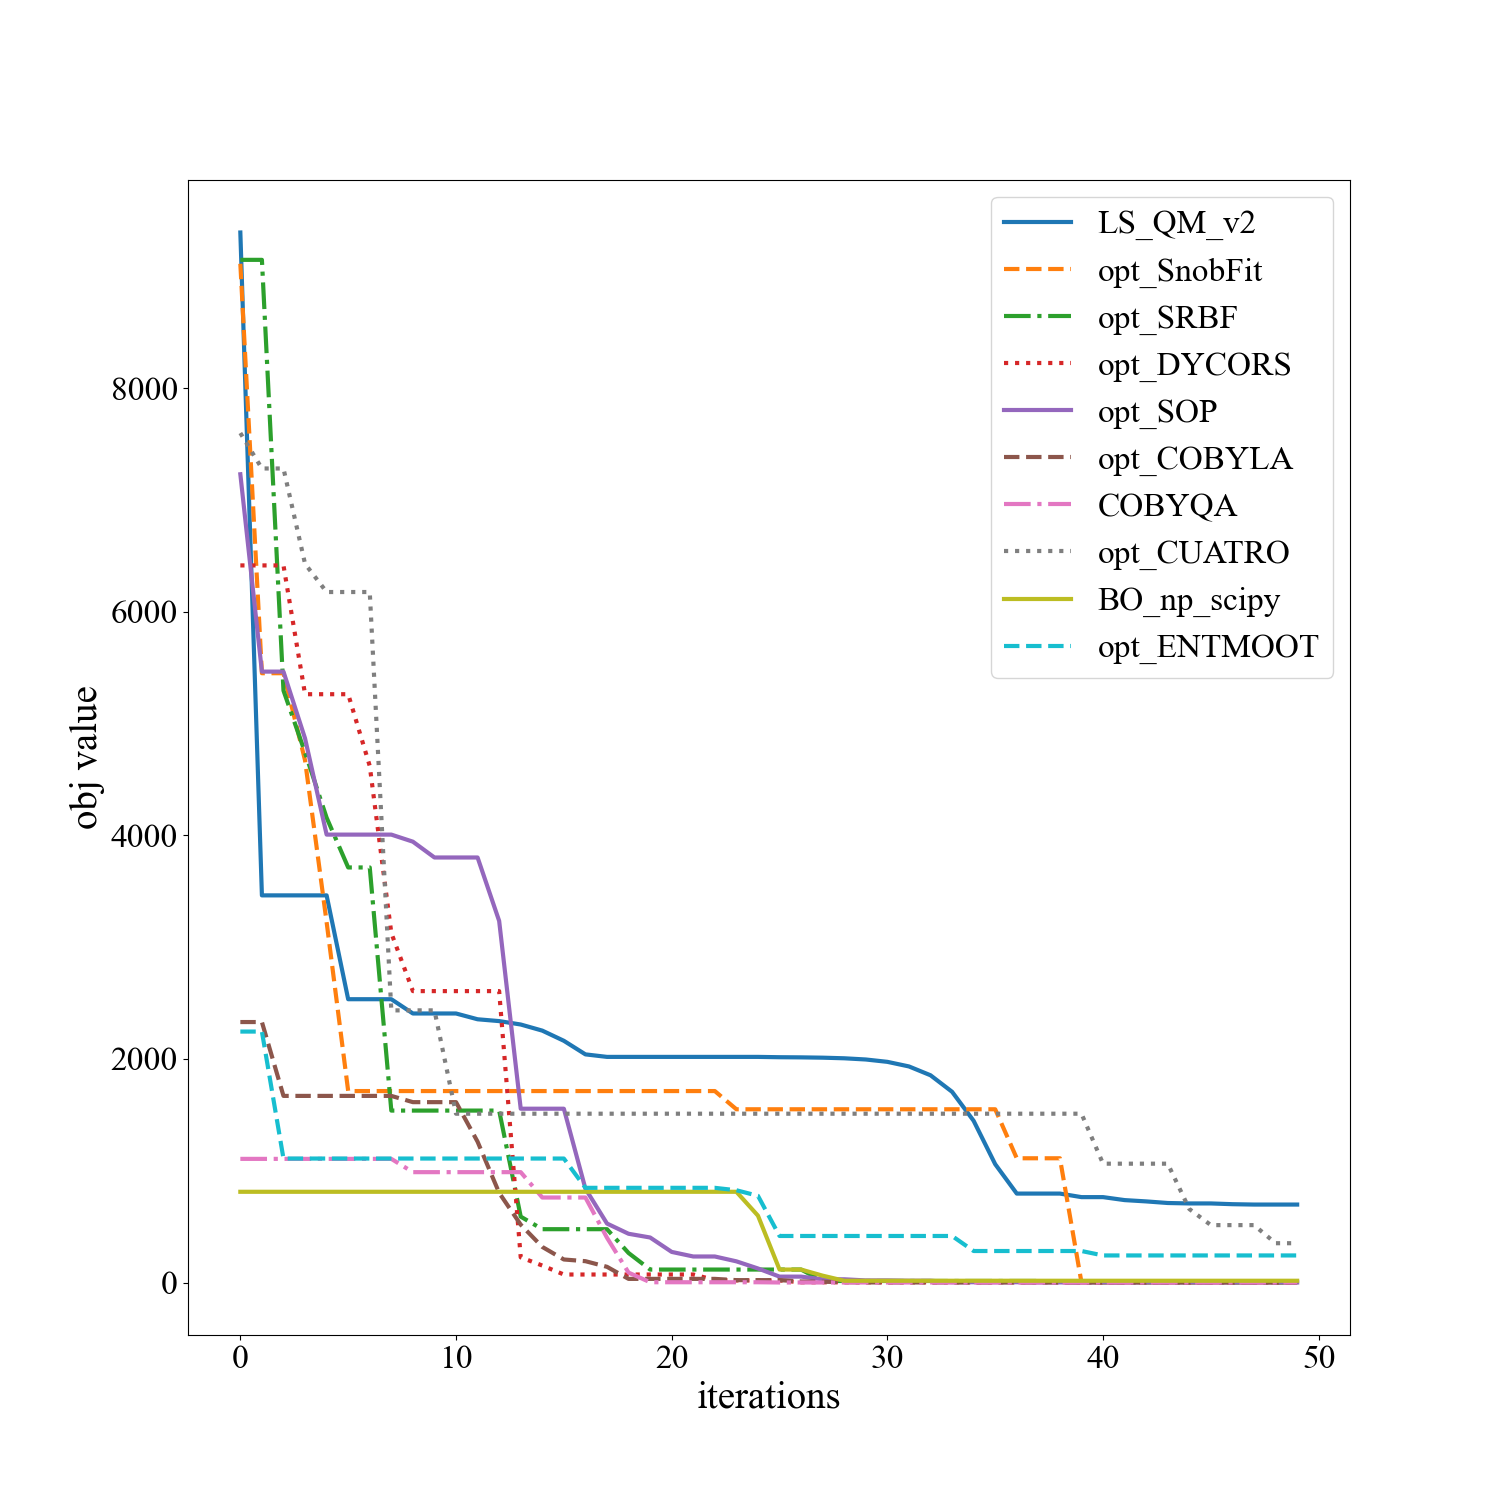 LS_QM_v2
opt_SnobFit
opt_SRBF
opt_DYCORS
opt_SOP
opt_COBYLA
COBYQA
opt_CUATRO
BO_np_scipy
opt_ENTMOOT
8000
6000
4000
2000
0
obj value
0 10 20 30 40 50
iterations